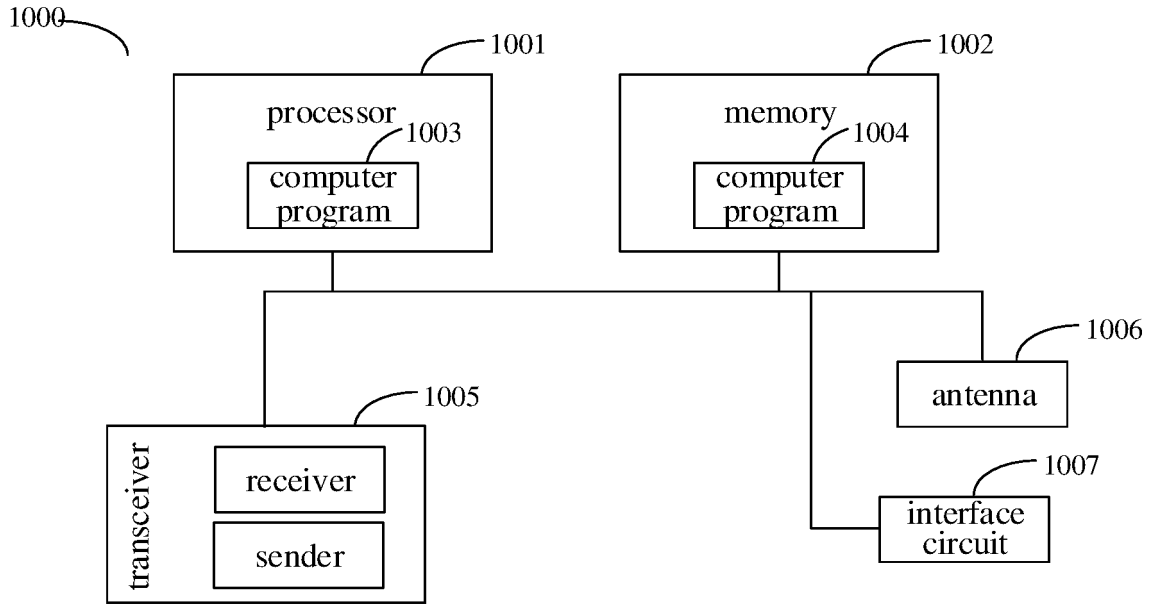 1000
1001
1002
processor
memory
1003
1004
computer
program
computer
program
1006
antenna
1005
transceiver
receiver
sender
1007
interface
circuit